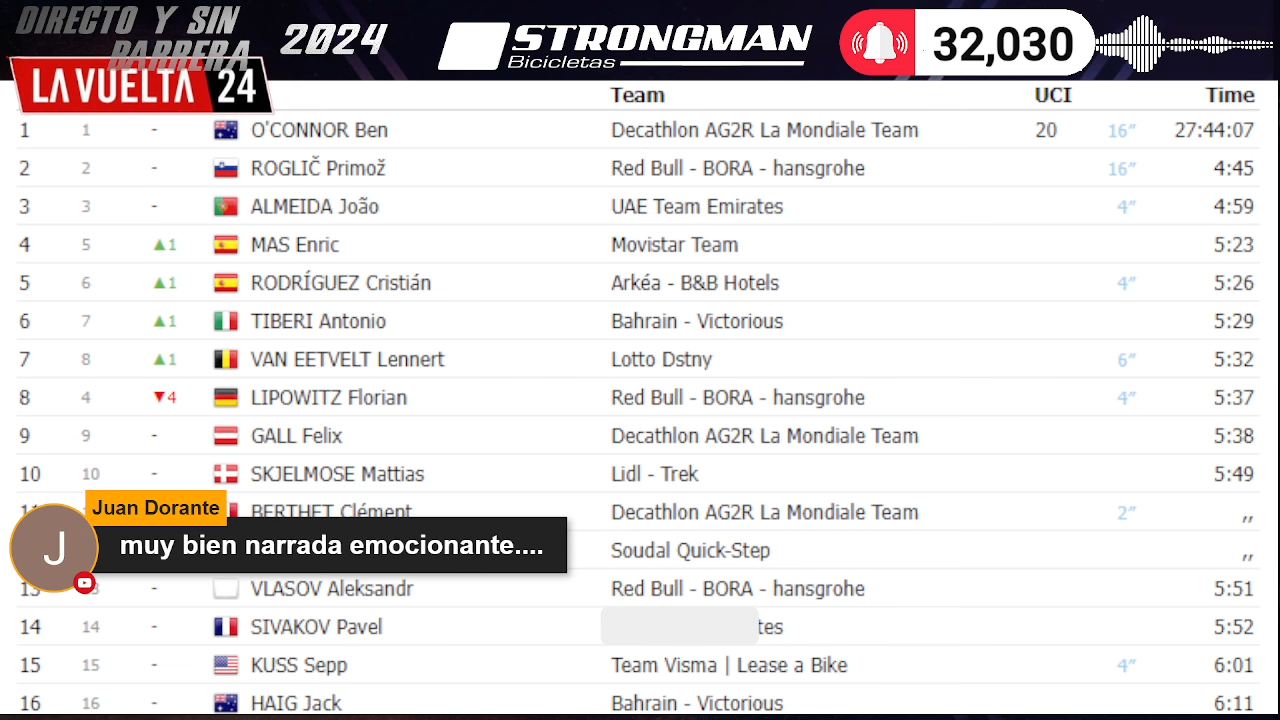 DIRECTO Y SIN
BARRERA
2024
STRONGMAN
Bicicletas
32,030
LA VUELTA 24
Team UCI Time
1 1 - O'CONNOR Ben Decathlon AG2R La Mondiale Team 20 16″ 27:44:07
2 2 - ROGLIČ Primož Red Bull - BORA - hansgrohe 16″ 4:45
3 3 - ALMEIDA João UAE Team Emirates 4″ 4:59
4 5 ▲1 MAS Enric Movistar Team 5:23
5 6 ▲1 RODRÍGUEZ Cristián Arkéa - B&B Hotels 4″ 5:26
6 7 ▲1 TIBERI Antonio Bahrain - Victorious 5:29
7 8 ▲1 VAN EETVELT Lennert Lotto Dstny 6″ 5:32
8 4 ▼4 LIPOWITZ Florian Red Bull - BORA - hansgrohe 4″ 5:37
9 9 - GALL Felix Decathlon AG2R La Mondiale Team 5:38
10 10 - SKJELMOSE Mattias Lidl - Trek 5:49
BERTHET Clément Decathlon AG2R La Mondiale Team 2″ ,,
Juan Dorante
J
muy bien narrada emocionante....
Soudal Quick-Step ,,
13 - VLASOV Aleksandr Red Bull - BORA - hansgrohe 5:51
14 14 - SIVAKOV Pavel tes 5:52
15 15 - KUSS Sepp Team Visma | Lease a Bike 4″ 6:01
16 16 - HAIG Jack Bahrain - Victorious 6:11